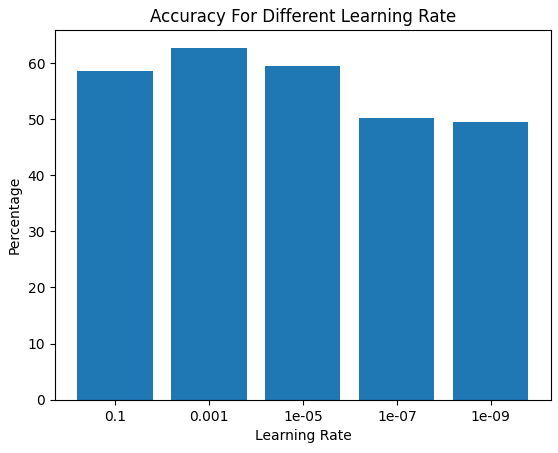 Accuracy For Different Learning Rate
Percentage
60
50
40
30
20
10
0
0.1 0.001 1e-05 1e-07 1e-09
Learning Rate